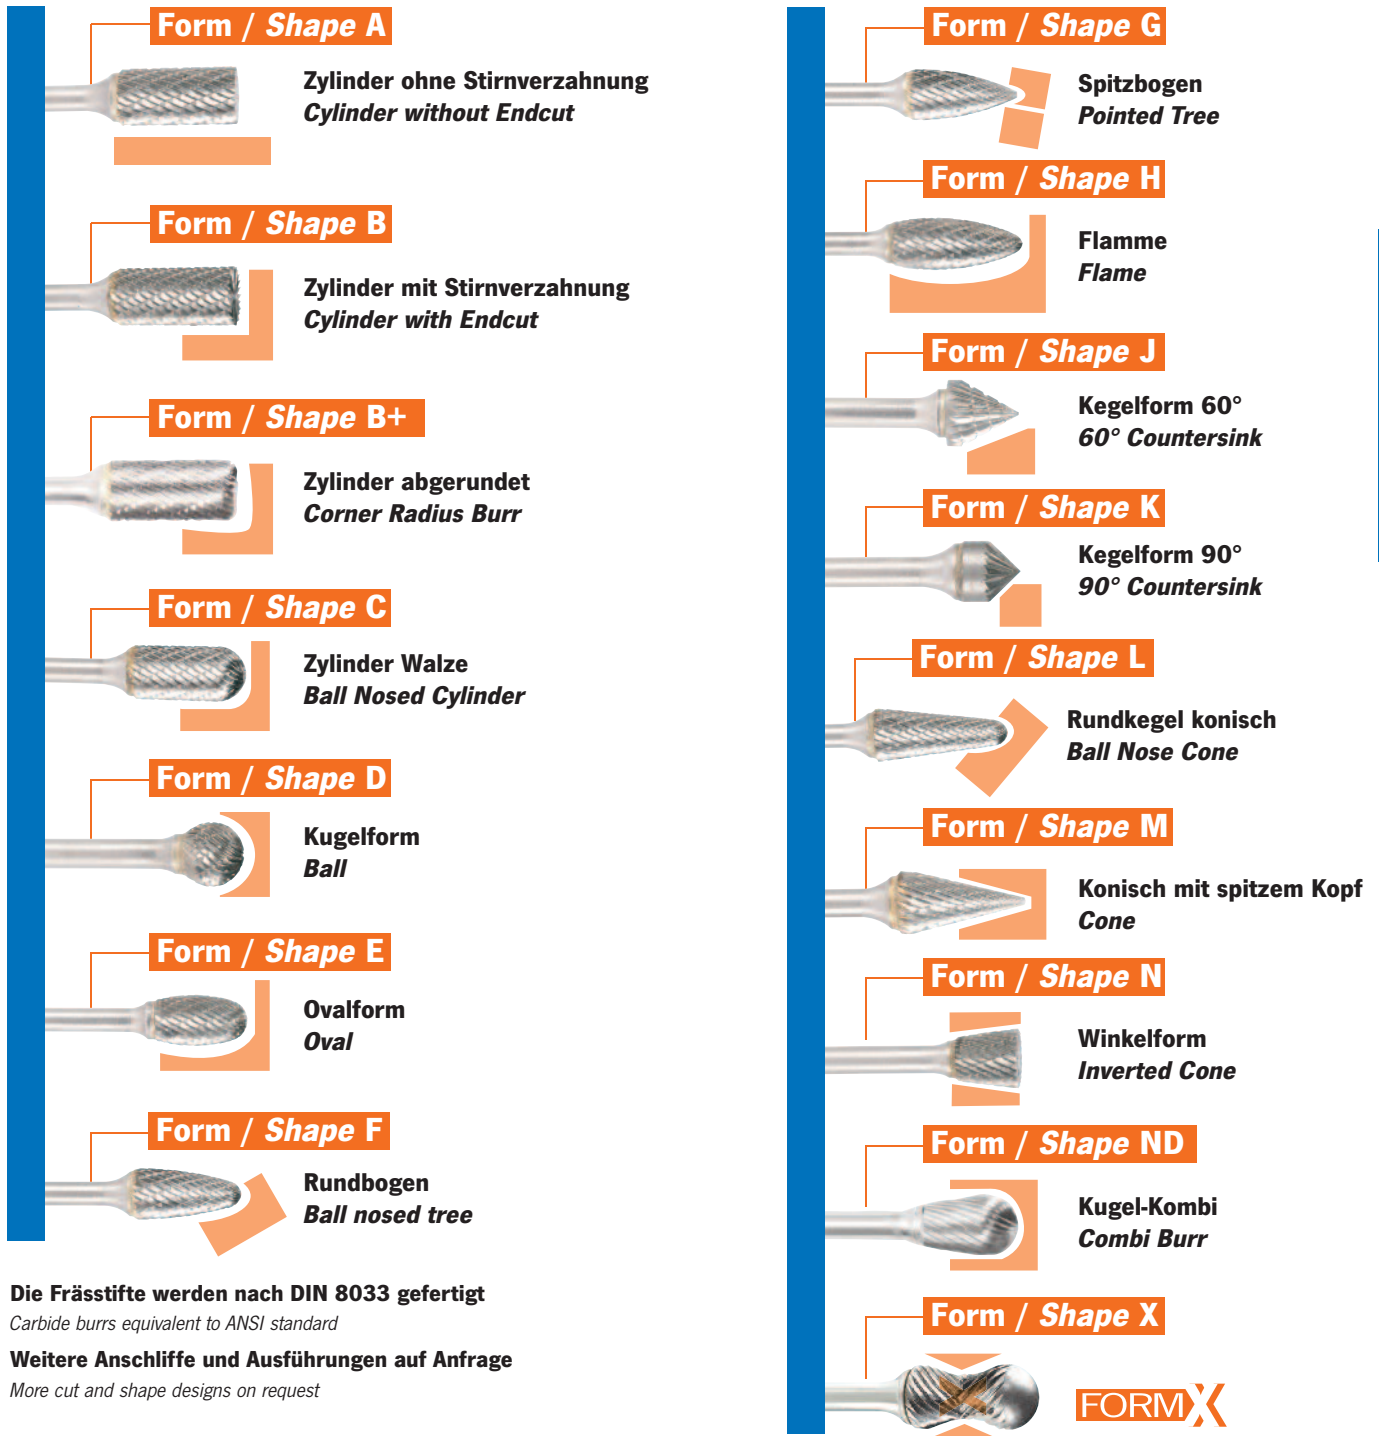 Form / Shape A
Zylinder ohne Stirnverzahnung
Cylinder without Endcut
Form / Shape B
Zylinder mit Stirnverzahnung
Cylinder with Endcut
Form / Shape B+
Zylinder abgerundet
Corner Radius Burr
Form / Shape C
Zylinder Walze
Ball Nosed Cylinder
Form / Shape D
Kugelform
Ball
Form / Shape E
Ovalform
Oval
Form / Shape F
Rundbogen
Ball nosed tree
Die Frässtifte werden nach DIN 8033 gefertigt
Carbide burrs equivalent to ANSI standard
Weitere Anschliffe und Ausführungen auf Anfrage
More cut and shape designs on request
Form / Shape G
Spitzbogen
Pointed Tree
Form / Shape H
Flamme
Flame
Form / Shape J
Kegelform 60°
60° Countersink
Form / Shape K
Kegelform 90°
90° Countersink
Form / Shape L
Rundkegel konisch
Ball Nose Cone
Form / Shape M
Konisch mit spitzem Kopf
Cone
Form / Shape N
Winkelform
Inverted Cone
Form / Shape ND
Kugel-Kombi
Combi Burr
Form / Shape X
FORMX